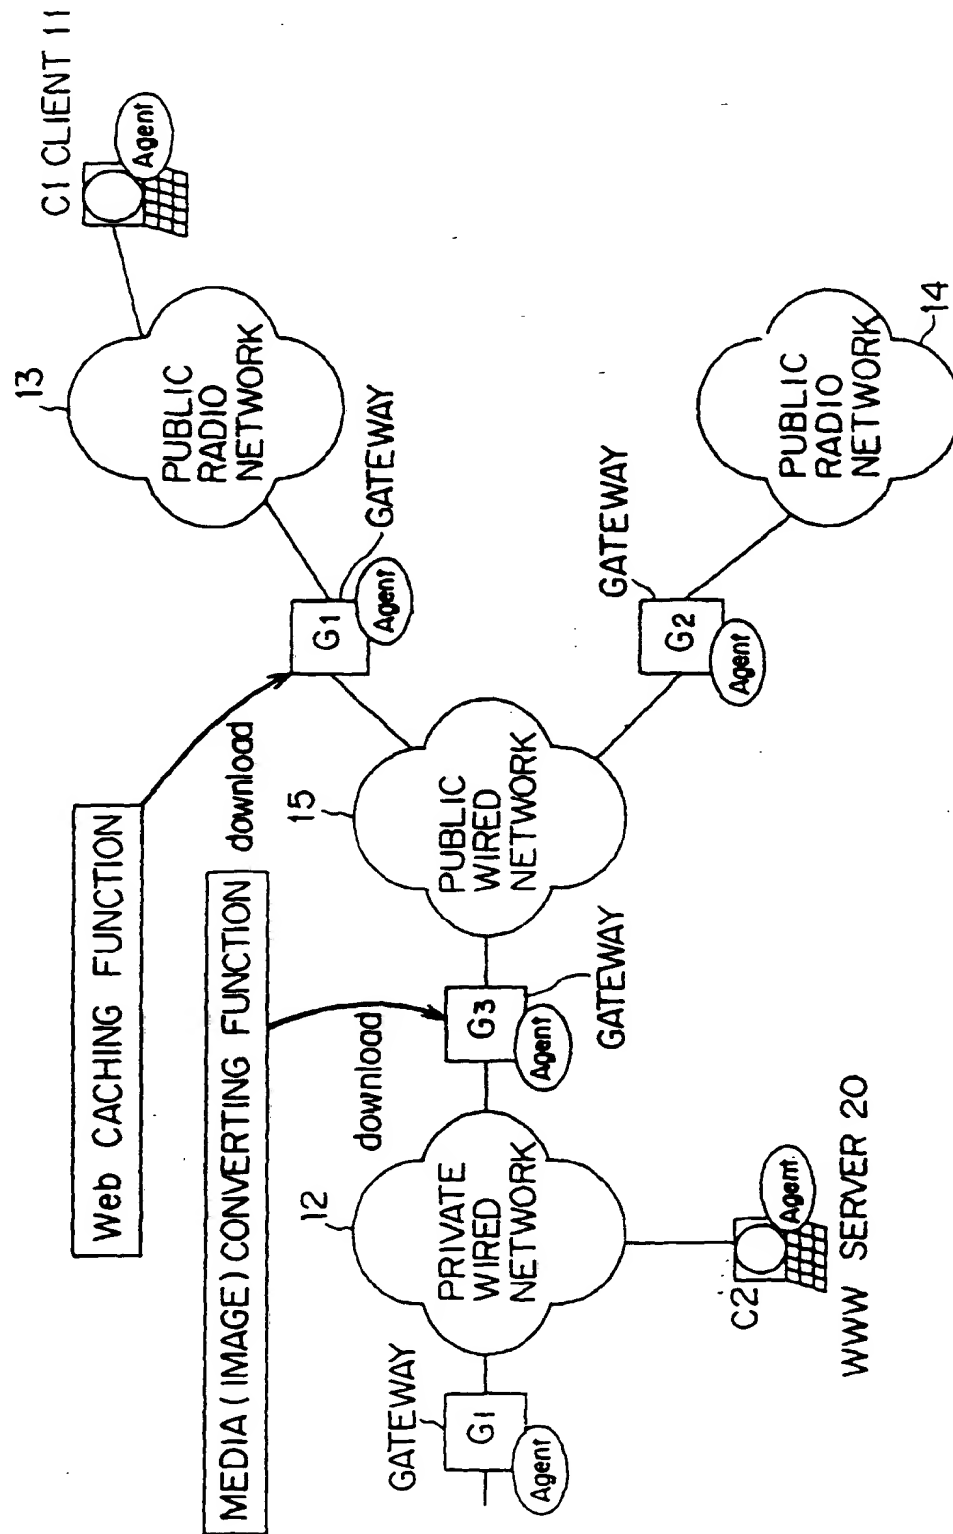 Web CACHING FUNCTION
download
MEDIA (IMAGE) CONVERTING FUNCTION
download
C1 CLIENT 11
Agent
13
PUBLIC
RADIO
NETWORK
GATEWAY
G1
Agent
15
PUBLIC
WIRED
NETWORK
GATEWAY
G2
Agent
PUBLIC
RADIO
NETWORK
14
G3
Agent
GATEWAY
12
PRIVATE
WIRED
NETWORK
GATEWAY
G1
Agent
C2
Agent
WWW SERVER 20